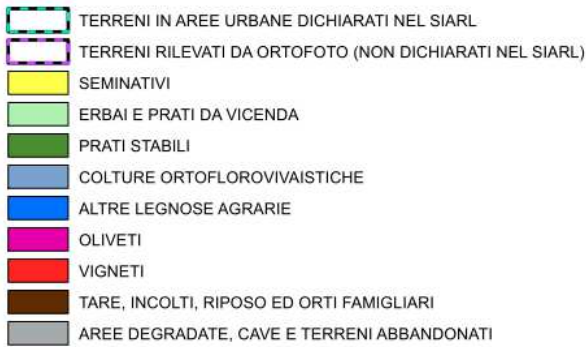 TERRENI IN AREE URBANE DICHIARATI NEL SIARL
TERRENI RILEVATI DA ORTOFOTO (NON DICHIARATI NEL SIARL)
SEMINATIVI
ERBAI E PRATI DA VICENDA
PRATI STABILI
COLTURE ORTOFLOROVIVAISTICHE
ALTRE LEGNOSE AGRARIE
OLIVETI
VIGNETI
TARE, INCOLTI, RIPOSO ED ORTI FAMIGLIARI
AREE DEGRADATE, CAVE E TERRENI ABBANDONATI